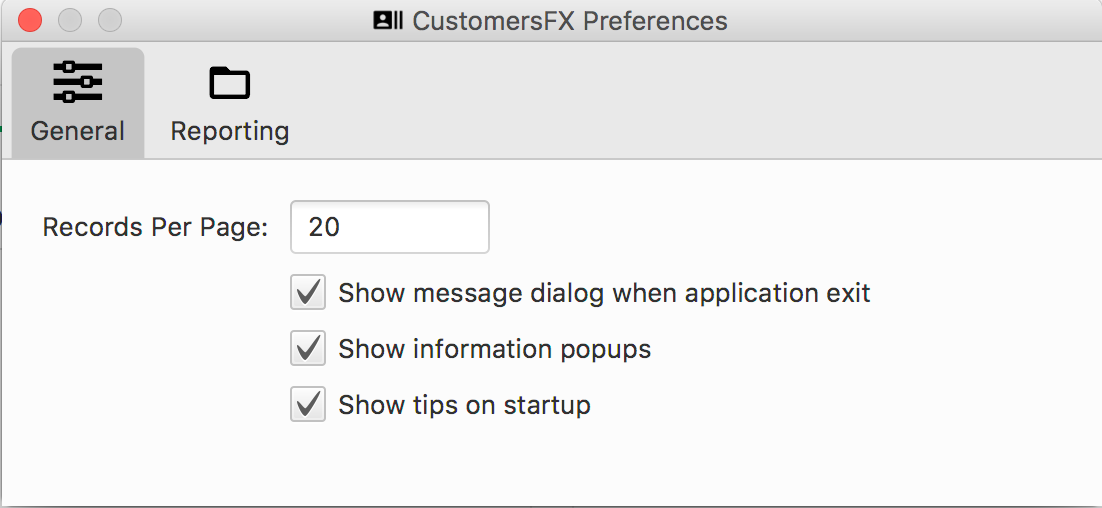 CustomersFX Preferences
General
Reporting
Records Per Page:
20
Show message dialog when application exit
Show information popups
Show tips on startup